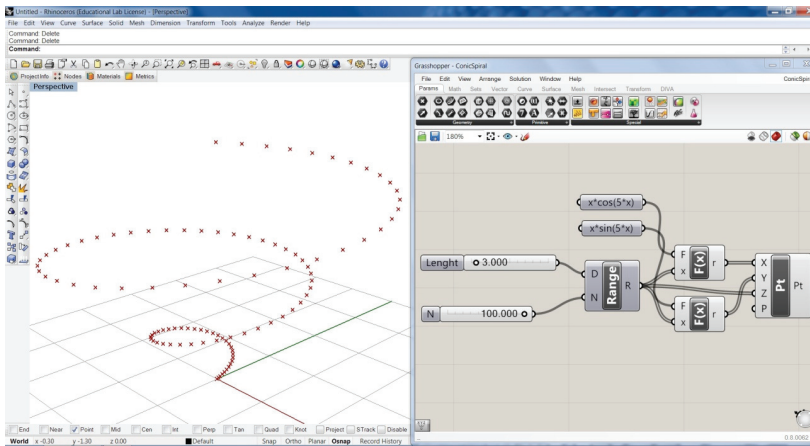 Untitled - Rhinoceros (Educational Lab License) - [Perspective]
File Edit View Curve Surface Solid Mesh Dimension Transform Tools Analyze Render Help
Command: Delete
Command: Delete
Command:
Project Info Nodes Materials Metrics
Perspective
End Near Point Mid Cen Int Perp Tan Quad Knot Project STrack Disable
World x -0.30 y -1.30 z 0.00 Default Snap Ortho Planar Osnap Record History
Grasshopper - ConicSpiral
File Edit View Arrange Solution Window Help ConicSpir
Params Math Sets Vector Curve Surface Mesh Intersect Transform DIVA
Geometry Primitive Special
180%
x*cos(5*x)
x*sin(5*x)
Lenght 3.000
N 100.000
D N Range R
F x F(x) r
F x F(x) r
X Y Z P Pt Pt